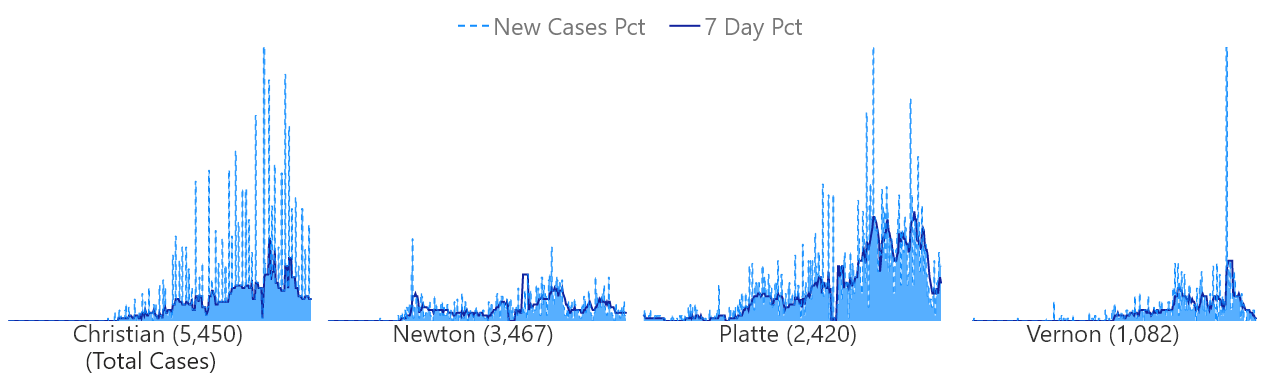 New Cases Pct 7 Day Pct
Christian (5,450) Newton (3,467) Platte (2,420) Vernon (1,082)
(Total Cases)